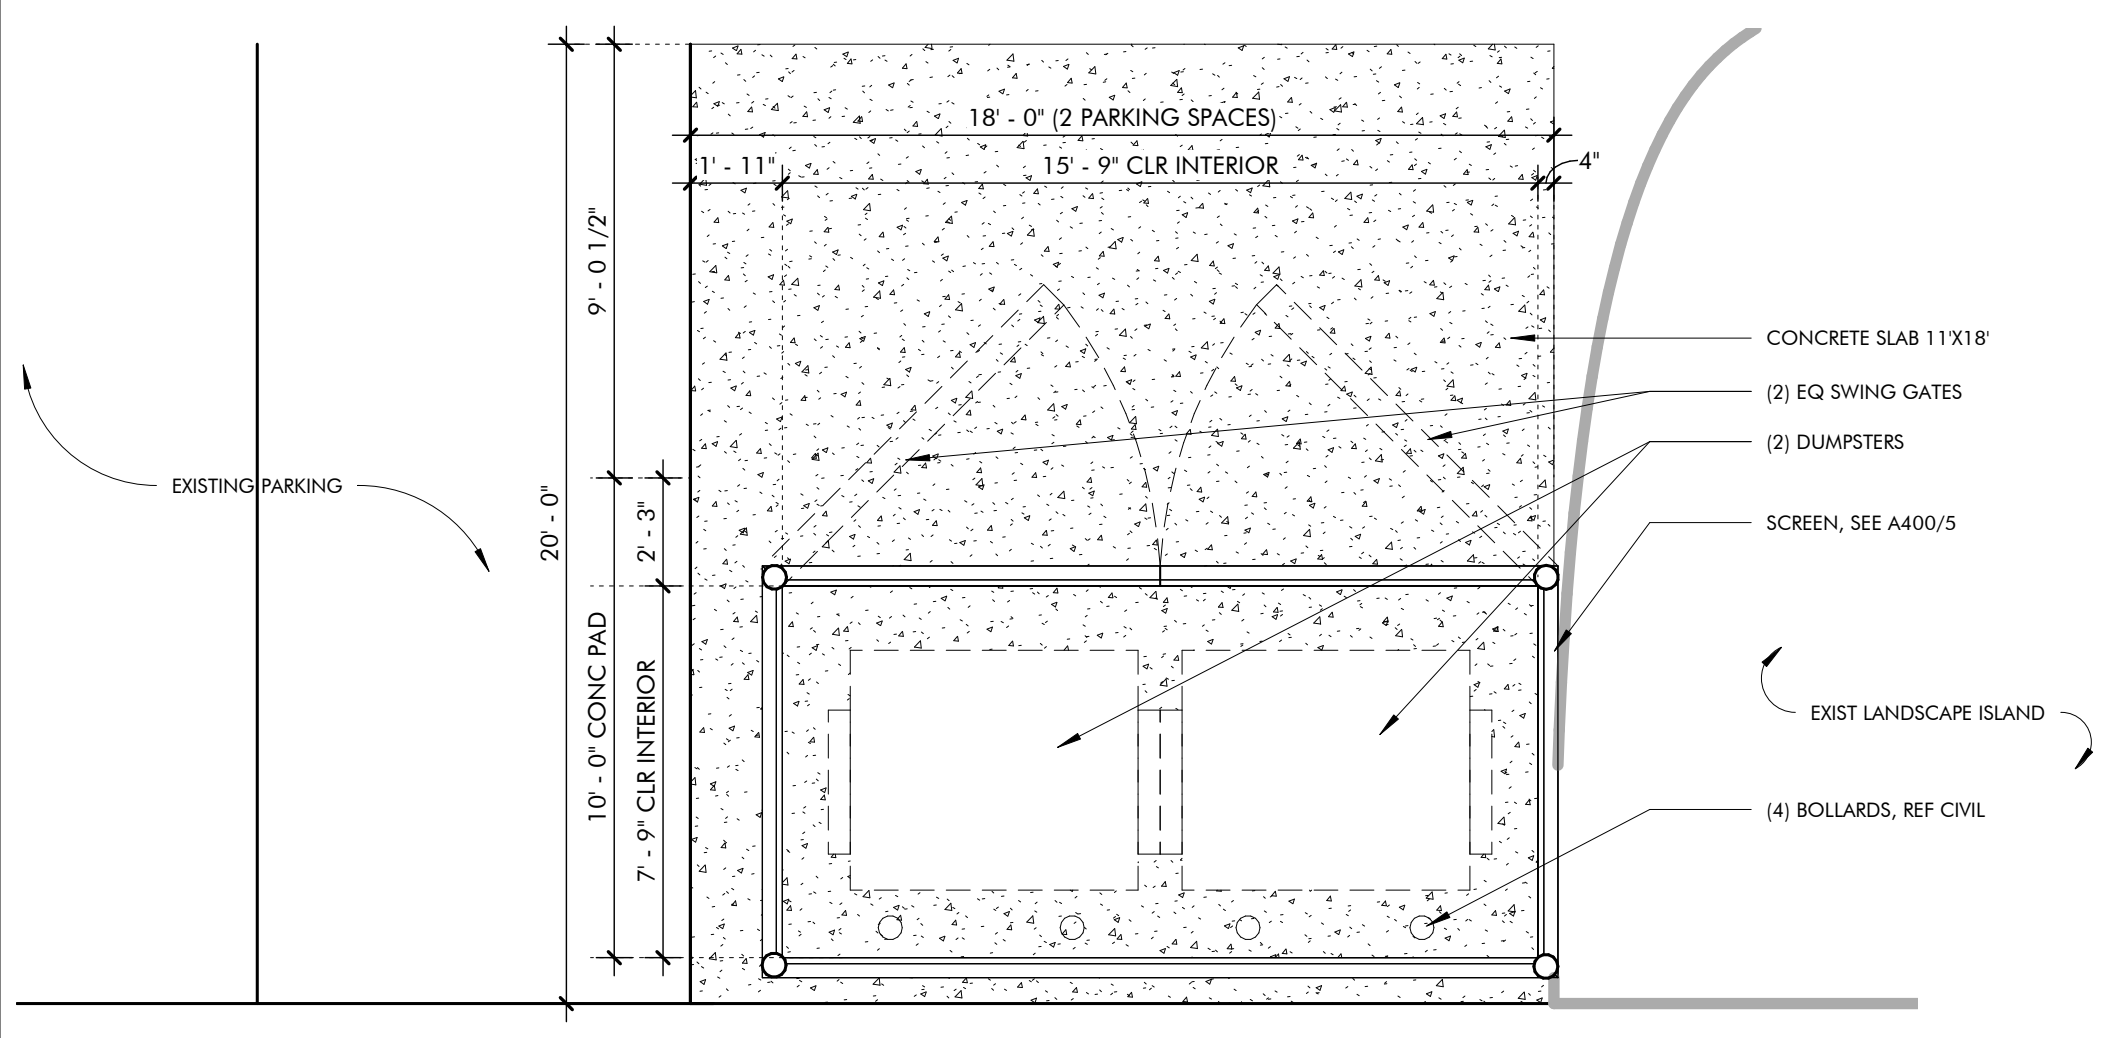 18' - 0" (2 PARKING SPACES)
1' - 11"
15' - 9" CLR INTERIOR
4"
9' - 0 1/2"
20' - 0"
2' - 3"
10' - 0" CONC PAD
7' - 9" CLR INTERIOR
EXISTING PARKING
CONCRETE SLAB 11'X18'
(2) EQ SWING GATES
(2) DUMPSTERS
SCREEN, SEE A400/5
EXIST LANDSCAPE ISLAND
(4) BOLLARDS, REF CIVIL